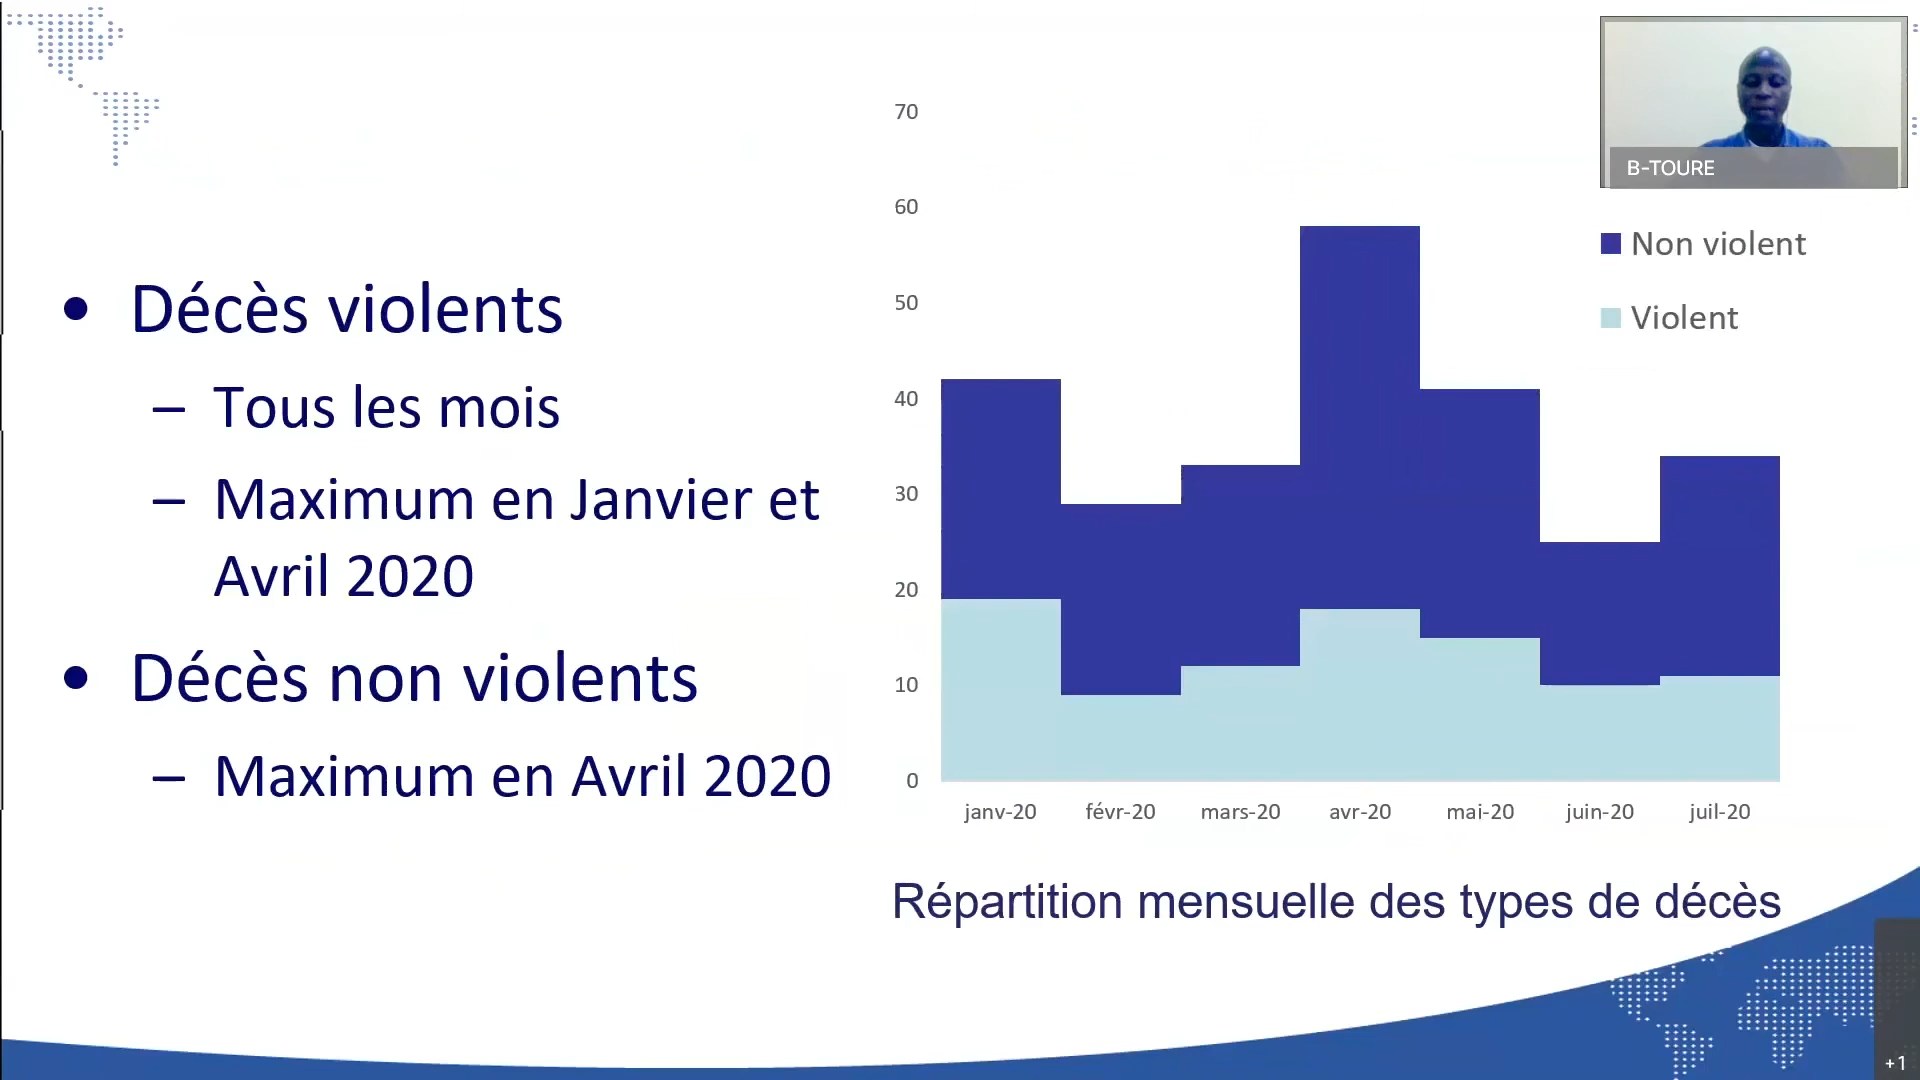 • Décès violents
– Tous les mois
– Maximum en Janvier et
Avril 2020
• Décès non violents
– Maximum en Avril 2020
70
60
50
40
30
20
10
0
janv-20 févr-20 mars-20 avr-20 mai-20 juin-20 juil-20
B-TOURE
Non violent
Violent
Répartition mensuelle des types de décès
+1